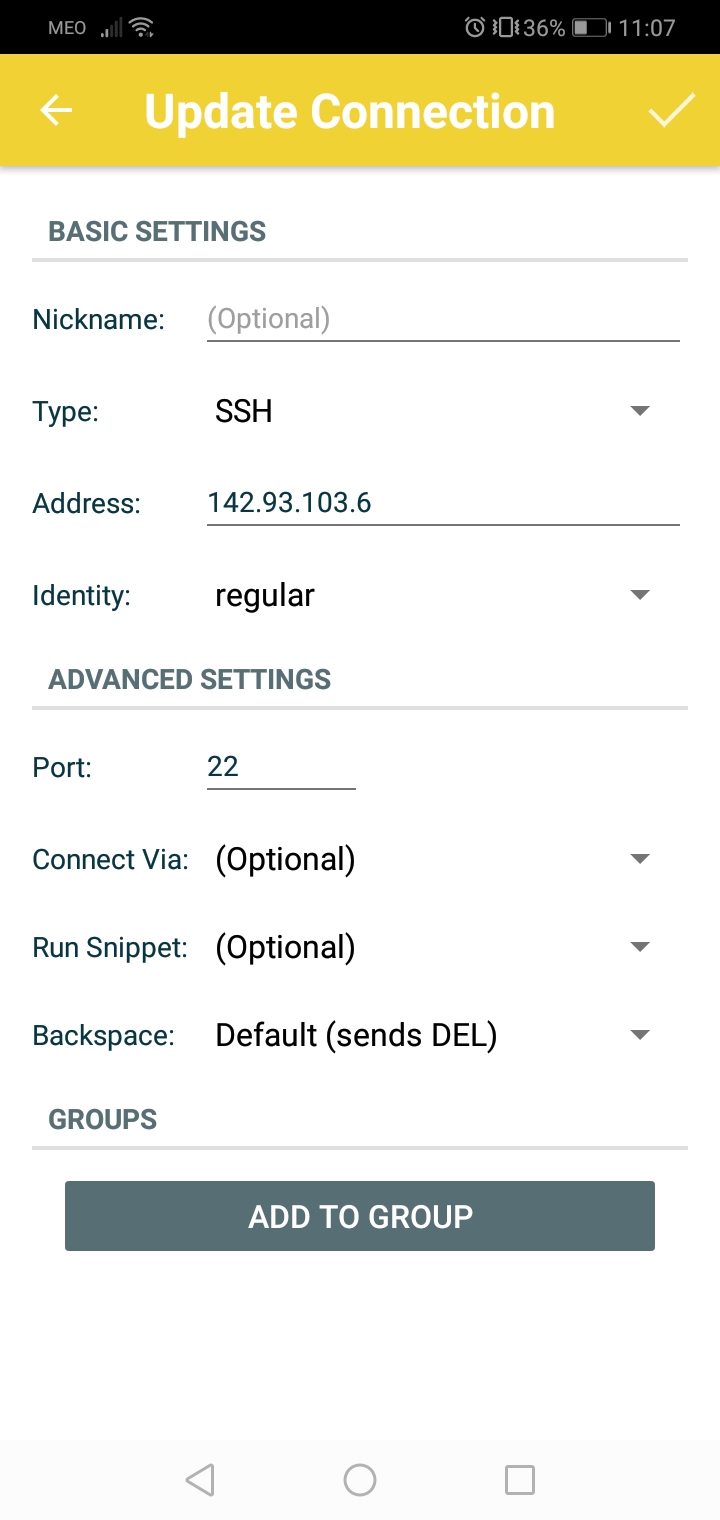 MEO 36% 11:07
Update Connection
BASIC SETTINGS
Nickname: (Optional)
Type: SSH
Address: 142.93.103.6
Identity: regular
ADVANCED SETTINGS
Port: 22
Connect Via: (Optional)
Run Snippet: (Optional)
Backspace: Default (sends DEL)
GROUPS
ADD TO GROUP